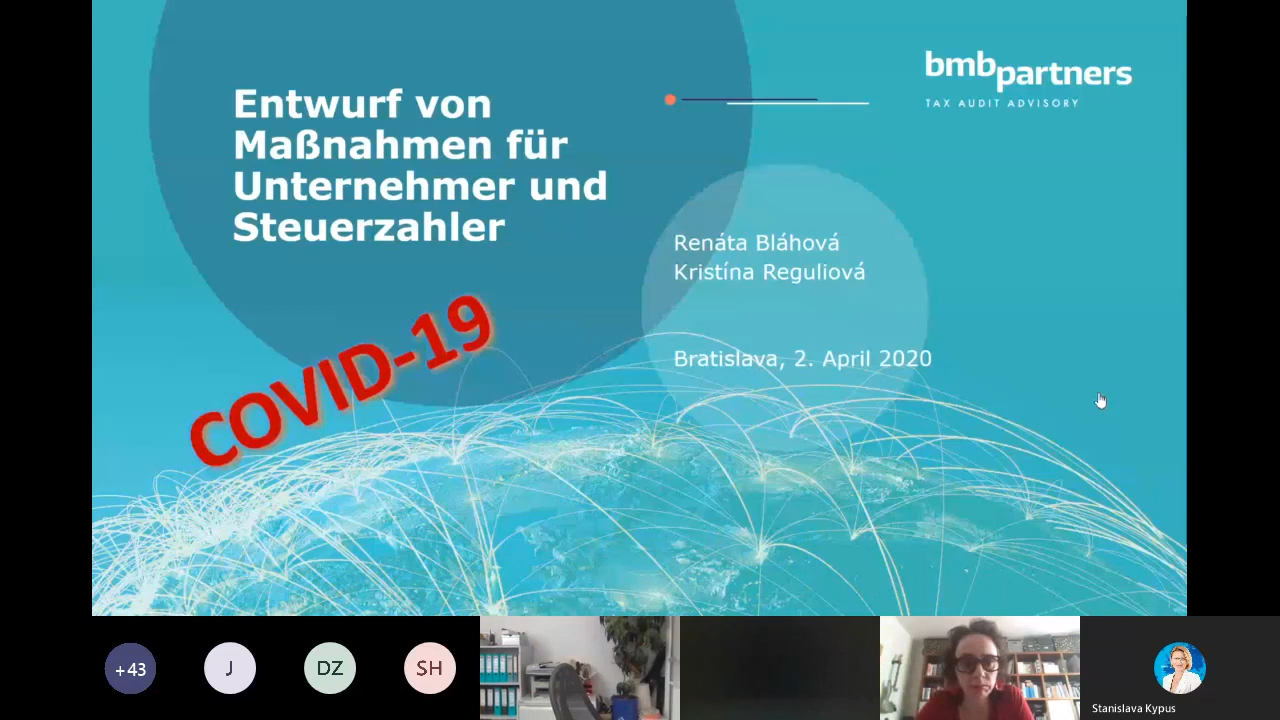 bmbpartners
TAX AUDIT ADVISORY
Entwurf von
Maßnahmen für
Unternehmer und
Steuerzahler
Renáta Bláhová
Kristína Reguliová
Bratislava, 2. April 2020
COVID-19
+43
J
DZ
SH
Stanislava Kypus